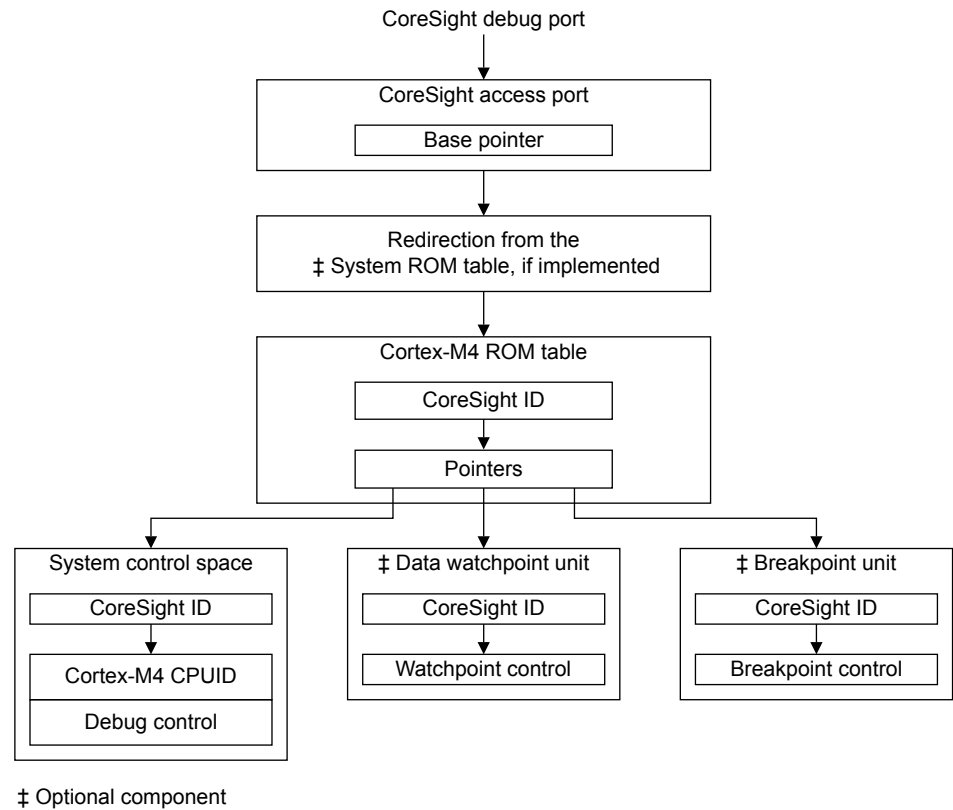 CoreSight debug port
CoreSight access port
Base pointer
Redirection from the
‡ System ROM table, if implemented
Cortex-M4 ROM table
CoreSight ID
Pointers
System control space
CoreSight ID
Cortex-M4 CPUID
Debug control
‡ Data watchpoint unit
CoreSight ID
Watchpoint control
‡ Breakpoint unit
CoreSight ID
Breakpoint control
‡ Optional component